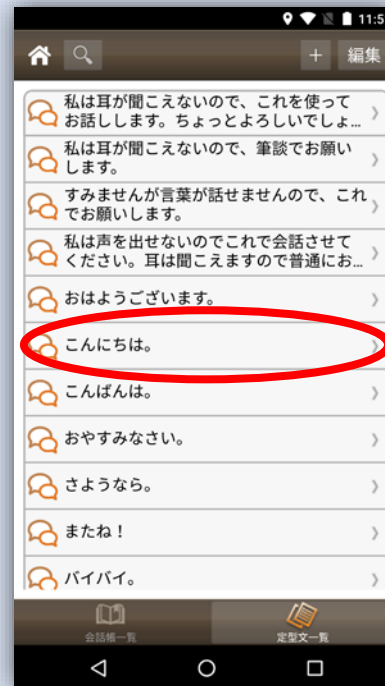 11:5
+ 編集
私は耳が聞こえないので、これを使って
お話しします。ちょっとよろしいでしょ...
私は耳が聞こえないので、筆談でお願い
します。
すみませんが言葉が話せませんので、これ
でお願いします。
私は声を出せないのでこれで会話させて
ください。耳は聞こえますので普通にお...
おはようございます。
こんにちは。
こんばんは。
おやすみなさい。
さようなら。
またね！
バイバイ。
会話帳一覧
定型文一覧